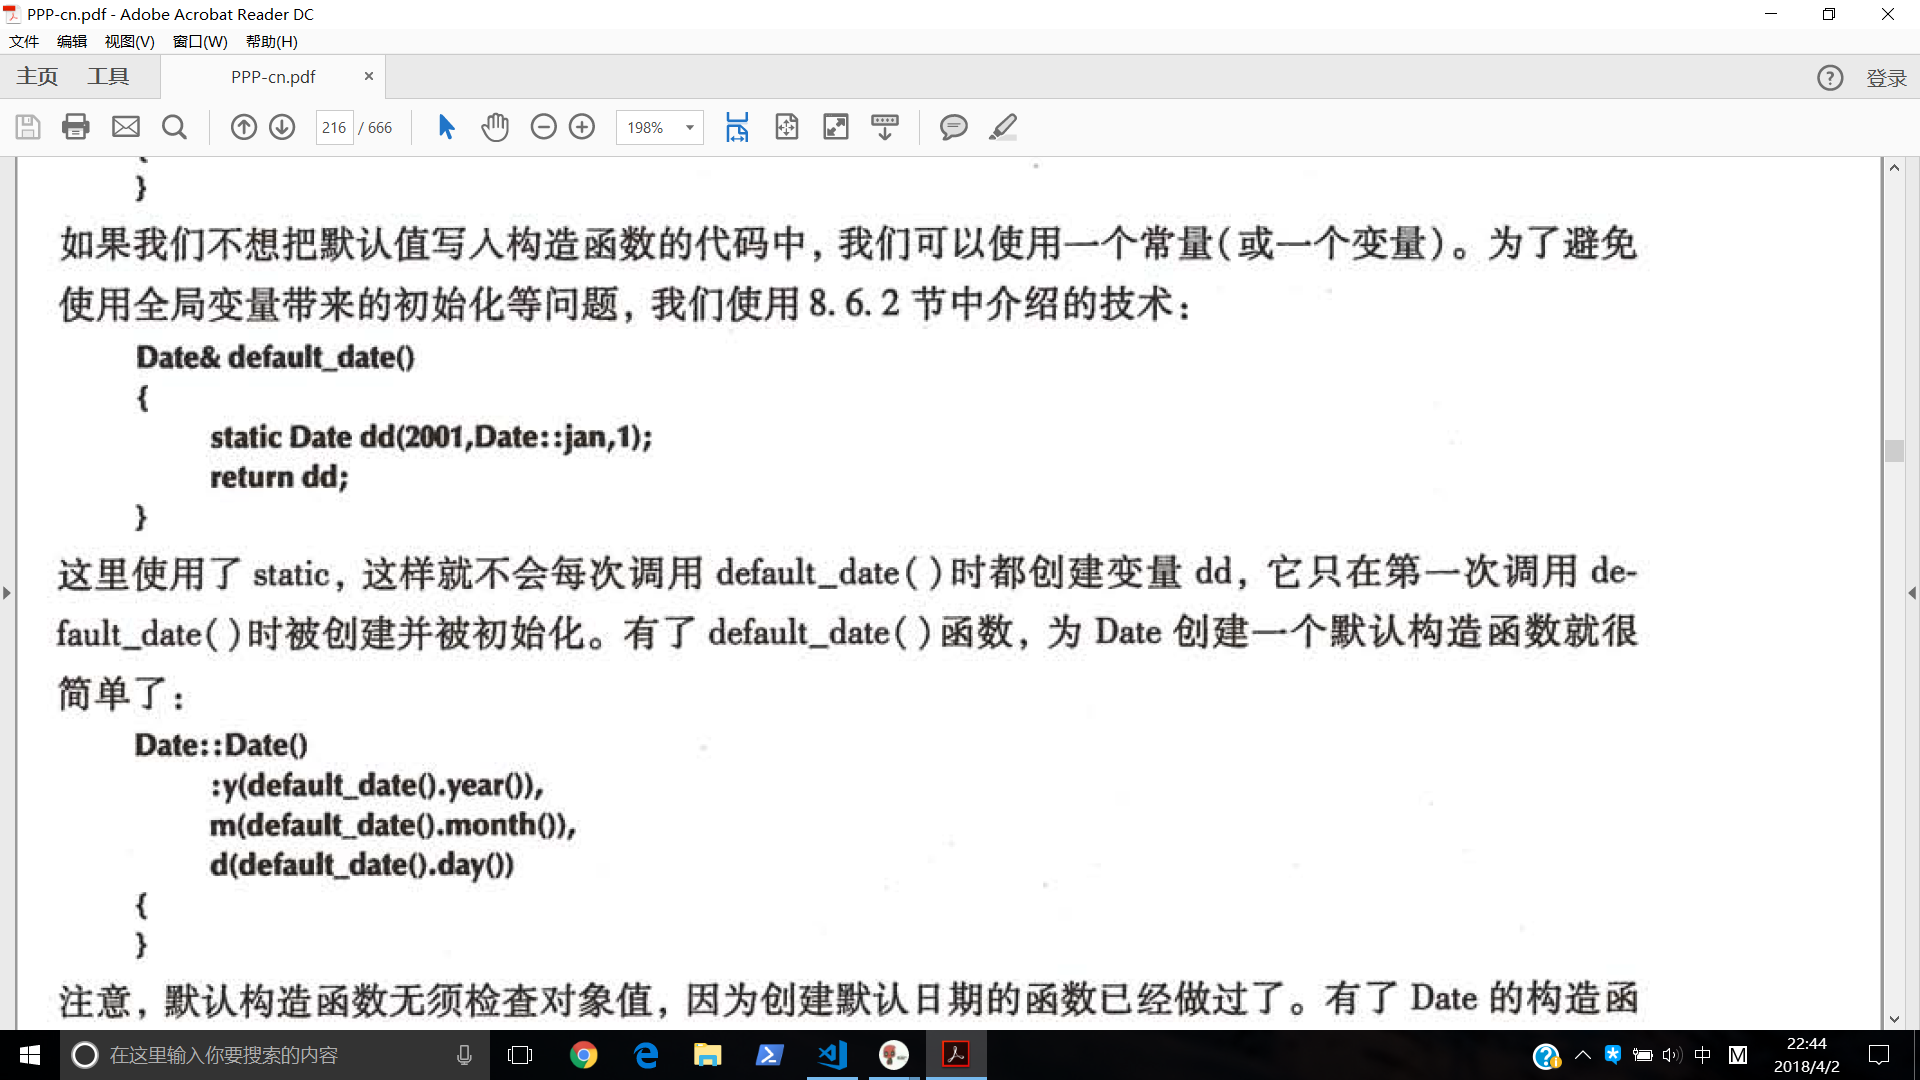 PPP-cn.pdf - Adobe Acrobat Reader DC
文件 编辑 视图(V) 窗口(W) 帮助(H)
主页 工具 PPP-cn.pdf × ? 登录
216 / 666 198%
}
如果我们不想把默认值写入构造函数的代码中,我们可以使用一个常量(或一个变量)。为了避免
使用全局变量带来的初始化等问题,我们使用8.6.2节中介绍的技术:
Date& default_date()
{
static Date dd(2001,Date::jan,1);
return dd;
}
这里使用了 static,这样就不会每次调用 default_date()时都创建变量 dd,它只在第一次调用 de-
fault_date()时被创建并被初始化。有了 default_date()函数,为 Date 创建一个默认构造函数就很
简单了:
Date::Date()
:y(default_date().year()),
m(default_date().month()),
d(default_date().day())
{
}
注意,默认构造函数无须检查对象值,因为创建默认日期的函数已经做过了。有了 Date 的构造函
在这里输入你要搜索的内容
中 M 22:44
2018/4/2